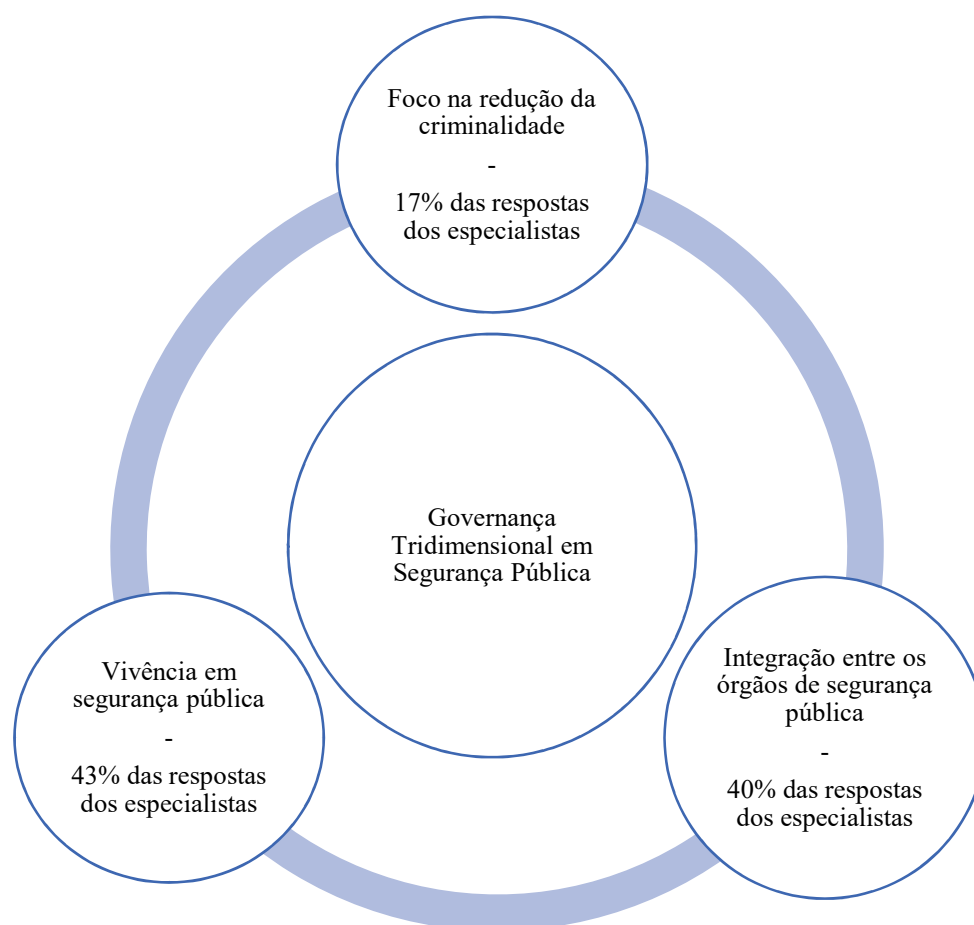 Foco na redução da
criminalidade
-
17% das respostas
dos especialistas
Governança
Tridimensional em
Segurança Pública
Vivência em
segurança pública
-
43% das respostas
dos especialistas
Integração entre os
órgãos de segurança
pública
-
40% das respostas
dos especialistas